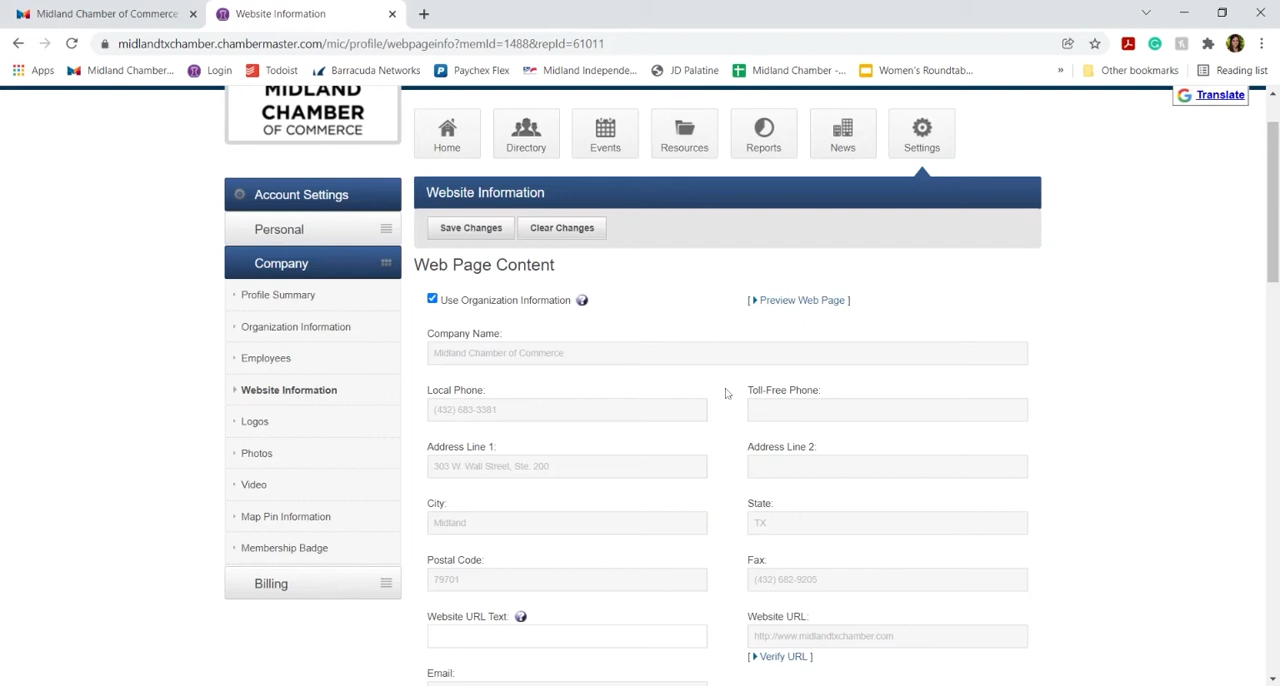 Midland Chamber of Commerce
Website Information
midlandtxchamber.chambermaster.com/mic/profile/webpageinfo?memId=1488&repId=61011
Apps
Midland Chamber...
Login
Todoist
Barracuda Networks
Paychex Flex
Midland Independe...
JD Palatine
Midland Chamber -...
Women's Roundtab...
»
Other bookmarks
Reading list
MIDLAND
CHAMBER
OF COMMERCE
Translate
Home
Directory
Events
Resources
Reports
News
Settings
Account Settings
Personal
Company
Profile Summary
Organization Information
Employees
Website Information
Logos
Photos
Video
Map Pin Information
Membership Badge
Billing
Website Information
Save Changes
Clear Changes
Web Page Content
Use Organization Information
[ Preview Web Page ]
Company Name:
Midland Chamber of Commerce
Local Phone:
Toll-Free Phone:
(432) 683-3381
Address Line 1:
Address Line 2:
303 W. Wall Street, Ste. 200
City:
State:
Midland
TX
Postal Code:
Fax:
79701
(432) 682-9205
Website URL Text:
Website URL:
http://www.midlandtxchamber.com
[ Verify URL ]
Email: